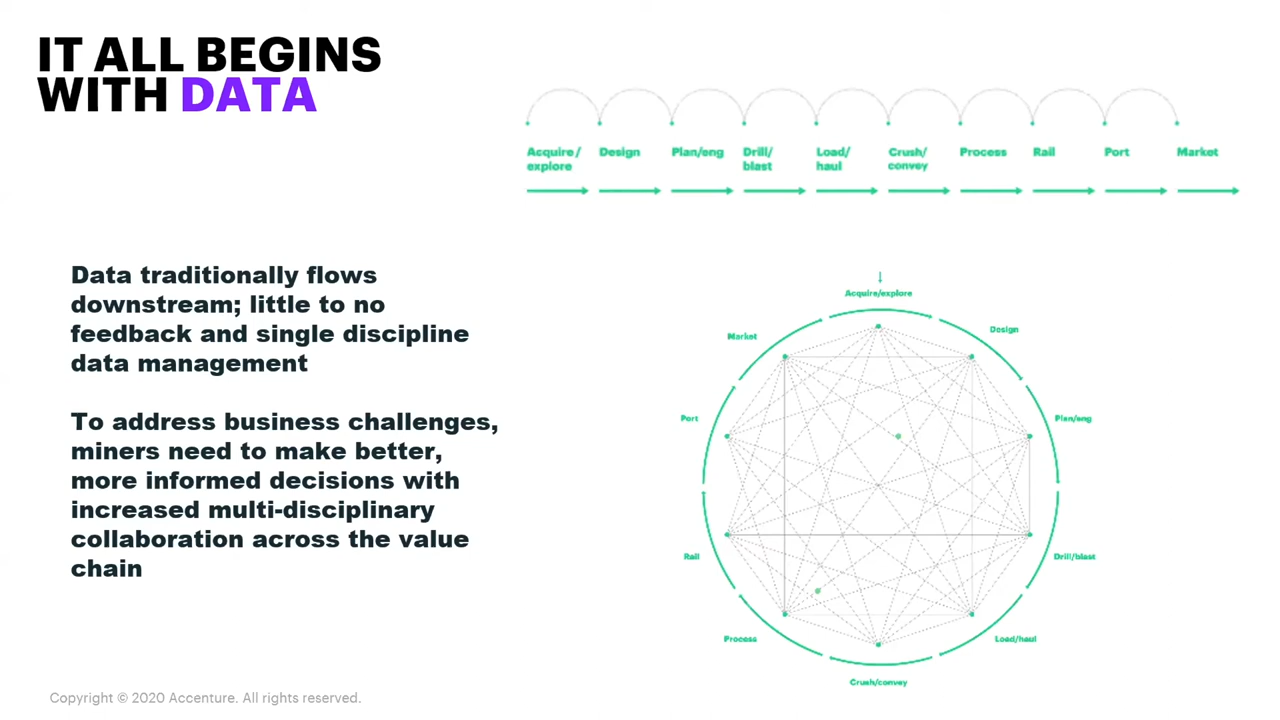 IT ALL BEGINS
WITH DATA
Acquire/
explore
Design
Plan/eng
Drill/
blast
Load/
haul
Crush/
convey
Process
Rail
Port
Market
Data traditionally flows
downstream; little to no
feedback and single discipline
data management
To address business challenges,
miners need to make better,
more informed decisions with
increased multi-disciplinary
collaboration across the value
chain
Acquire/explore
Design
Plan/eng
Drill/blast
Load/haul
Crush/convey
Process
Rail
Port
Market
Copyright © 2020 Accenture. All rights reserved.